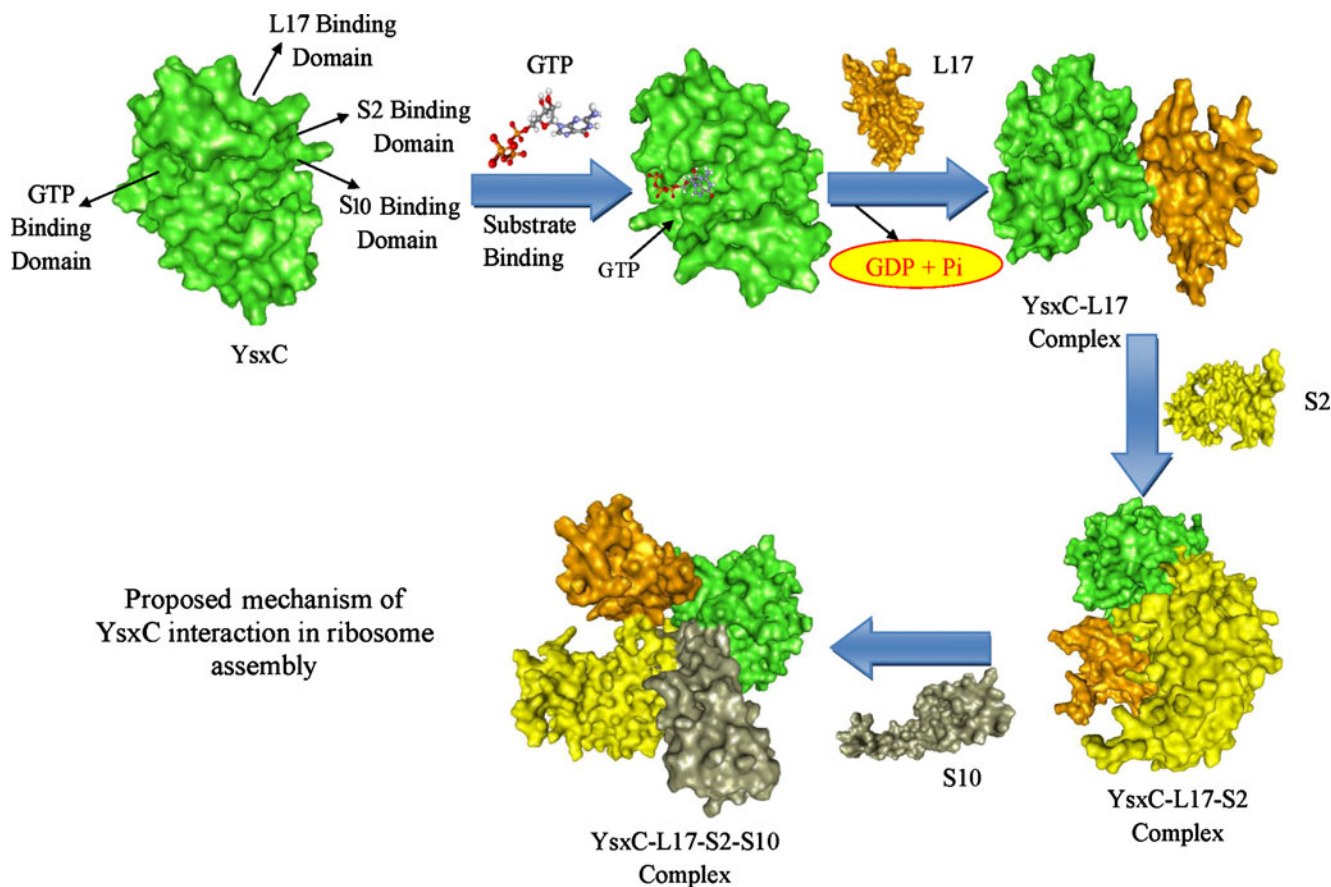 L17 Binding
Domain
S2 Binding
Domain
GTP
Binding
Domain
S10 Binding
Domain
YsxC
GTP
Substrate
Binding
GTP
L17
GDP + Pi
YsxC-L17
Complex
S2
YsxC-L17-S2
Complex
S10
YsxC-L17-S2-S10
Complex
Proposed mechanism of
YsxC interaction in ribosome
assembly